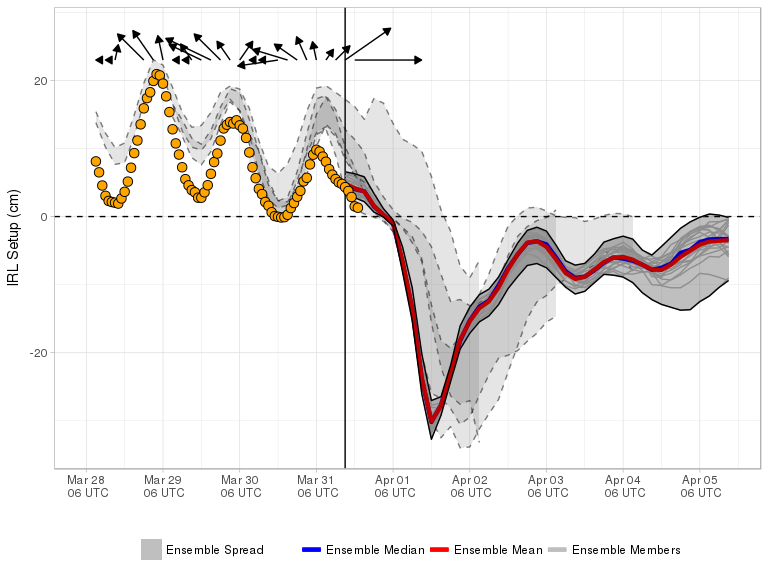 20
0
-20
IRL Setup (cm)
Mar 28 Mar 29 Mar 30 Mar 31 Apr 01 Apr 02 Apr 03 Apr 04 Apr 05
06 UTC 06 UTC 06 UTC 06 UTC 06 UTC 06 UTC 06 UTC 06 UTC 06 UTC
Ensemble Spread Ensemble Median Ensemble Mean Ensemble Members